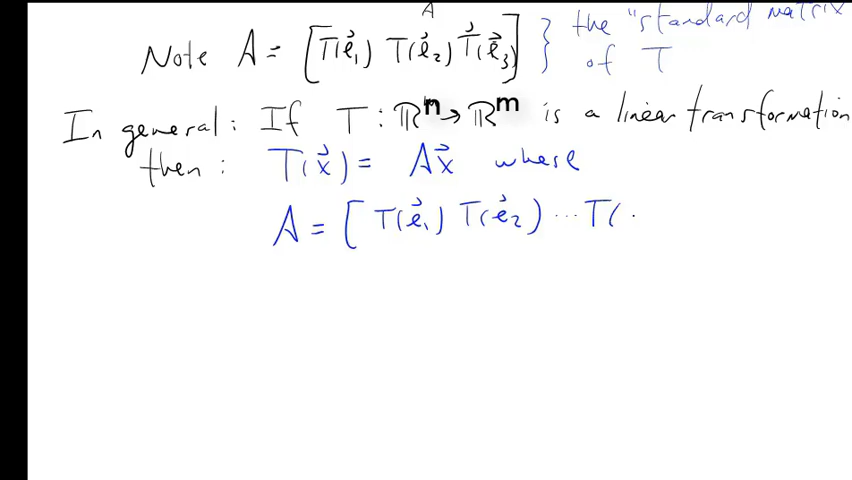 A
Note A = [T(e⃗₁) T(e⃗₂) T(e⃗₃)] } the "standard matrix
of T
In general: If T : ℝⁿ → ℝᵐ is a linear transformation
then: T(x⃗) = Ax⃗ where
A = [T(e⃗₁) T(e⃗₂) ... T(